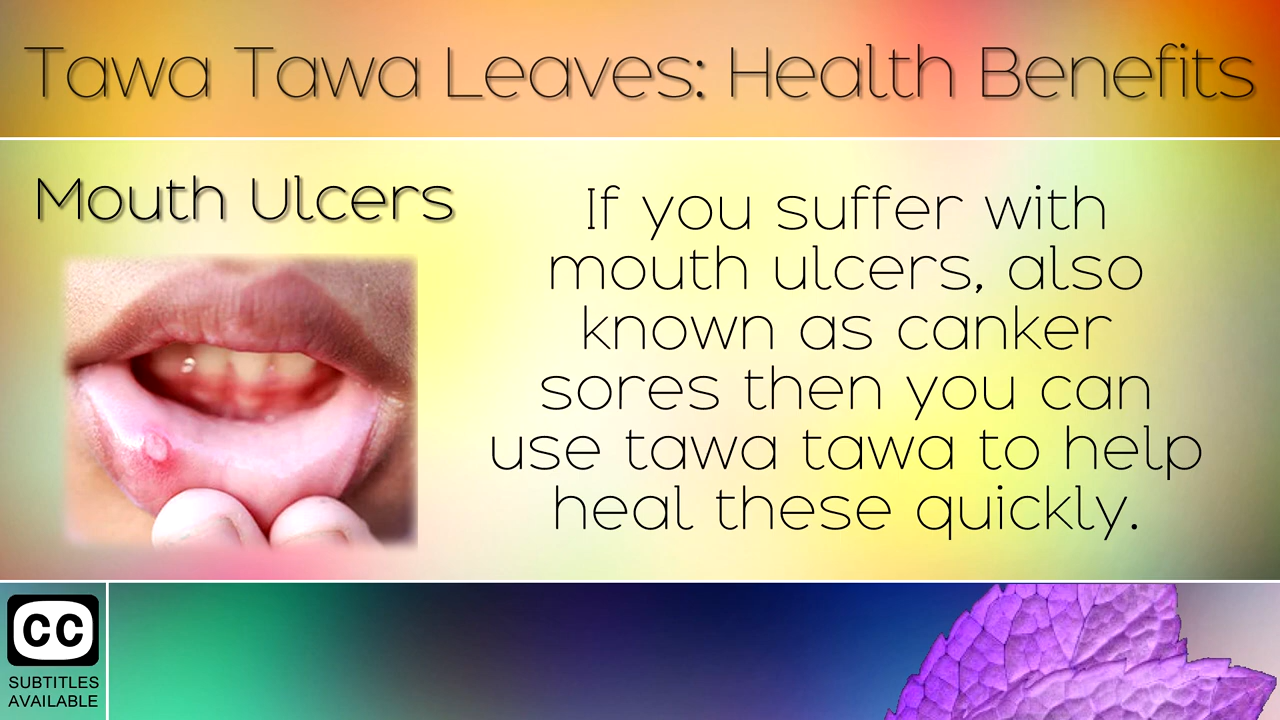 Tawa Tawa Leaves: Health Benefits
Mouth Ulcers
If you suffer with
mouth ulcers, also
known as canker
sores then you can
use tawa tawa to help
heal these quickly.
CC
SUBTITLES
AVAILABLE